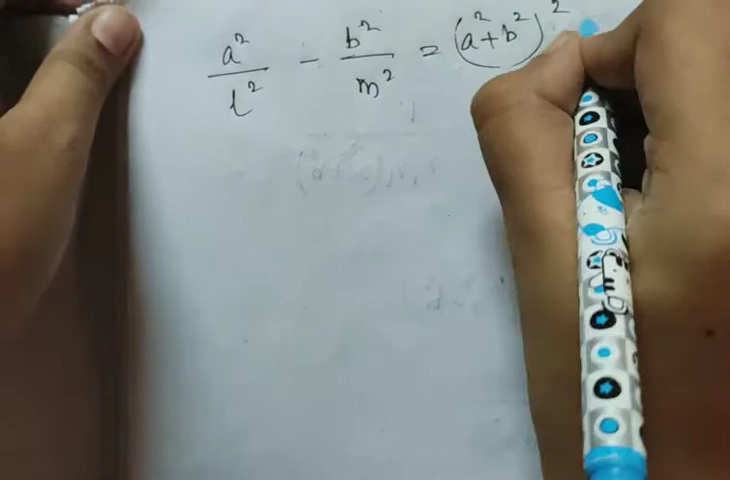 a²/l² - b²/m² = (a²+b²)²